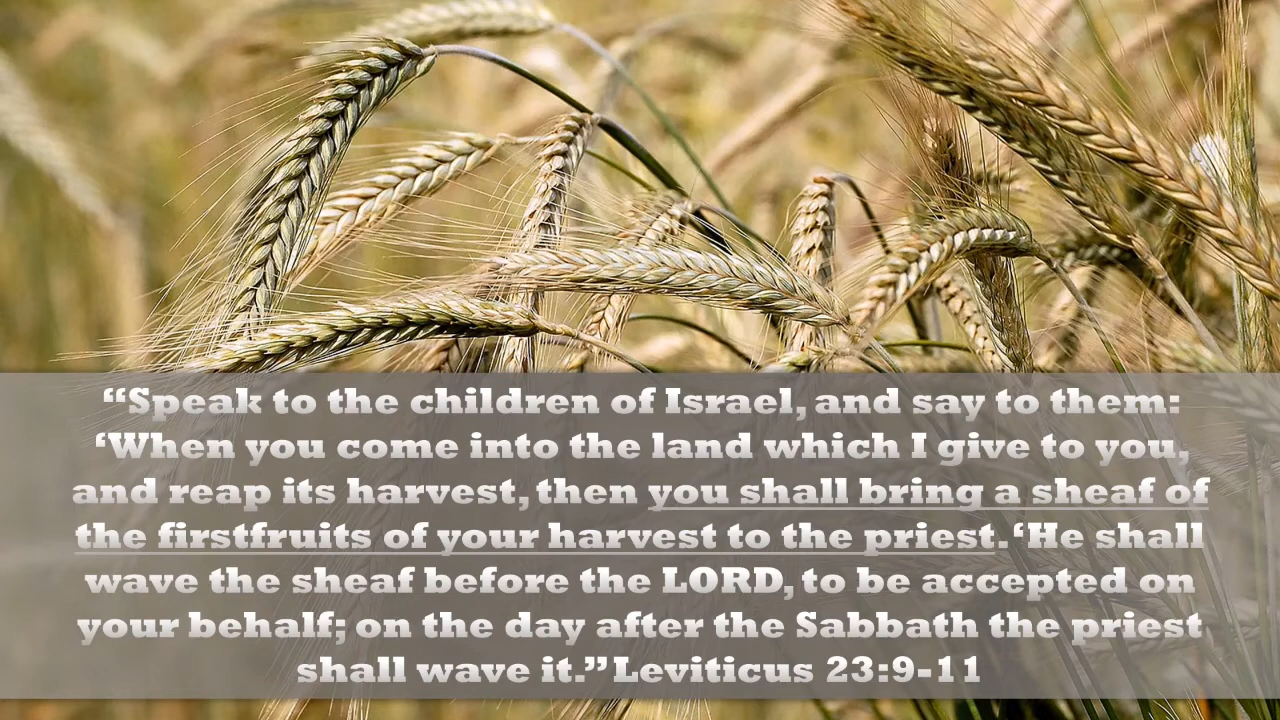 “Speak to the children of Israel, and say to them:
‘When you come into the land which I give to you,
and reap its harvest, then you shall bring a sheaf of
the firstfruits of your harvest to the priest. ‘He shall
wave the sheaf before the LORD, to be accepted on
your behalf; on the day after the Sabbath the priest
shall wave it.” Leviticus 23:9-11